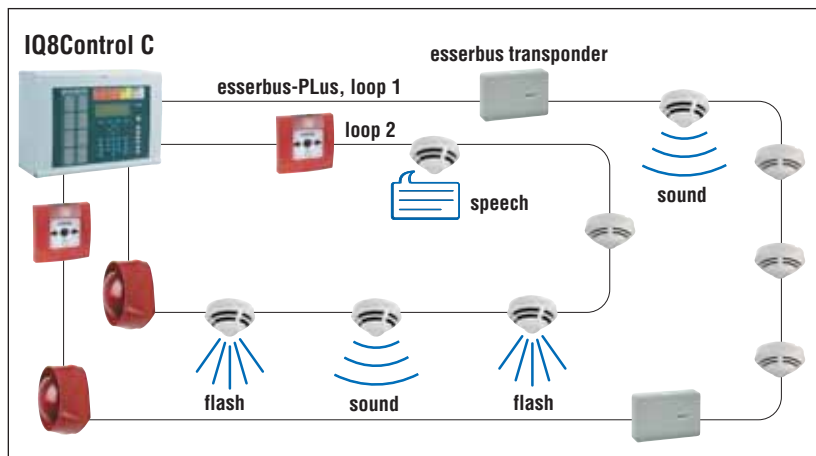 IQ8Control C
esserbus transponder
esserbus-PLus, loop 1
loop 2
speech
sound
flash
sound
flash